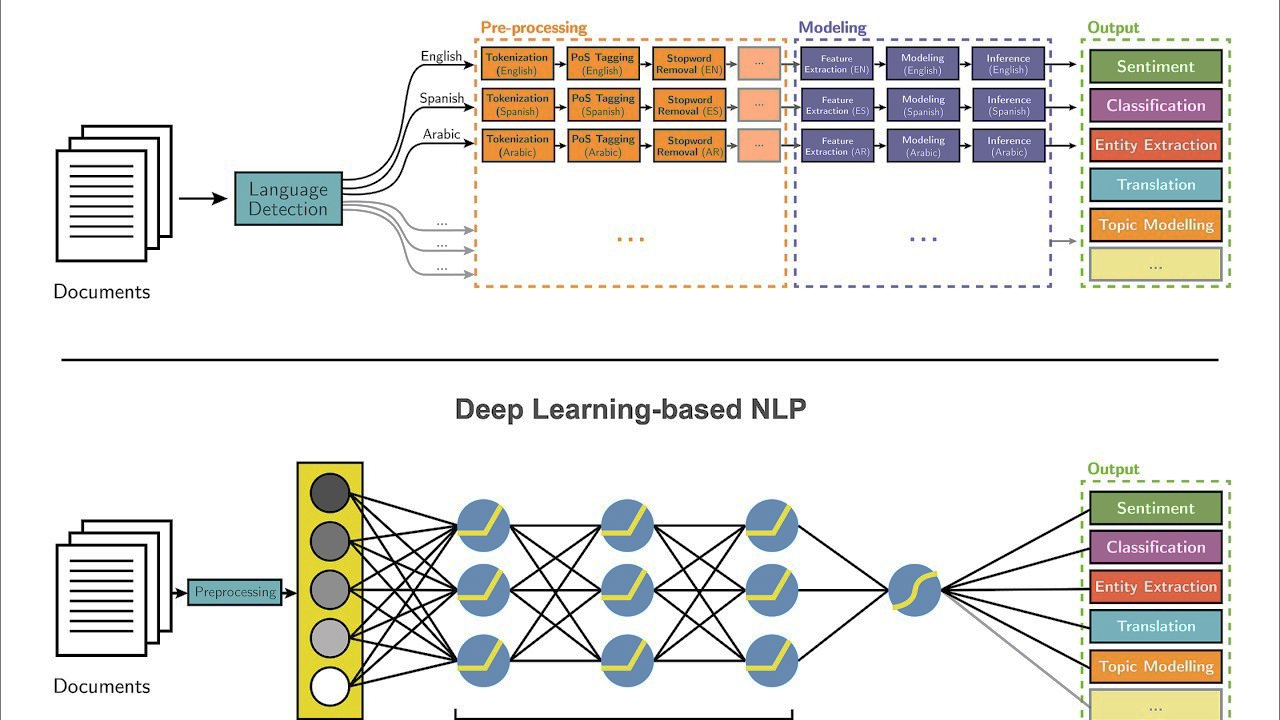 Pre-processing
Modeling
Output
English
Tokenization
(English)
PoS Tagging
(English)
Stopword
Removal (EN)
...
Feature
Extraction (EN)
Modeling
(English)
Inference
(English)
Sentiment
Spanish
Tokenization
(Spanish)
PoS Tagging
(Spanish)
Stopword
Removal (ES)
...
Feature
Extraction (ES)
Modeling
(Spanish)
Inference
(Spanish)
Classification
Arabic
Tokenization
(Arabic)
PoS Tagging
(Arabic)
Stopword
Removal (AR)
...
Feature
Extraction (AR)
Modeling
(Arabic)
Inference
(Arabic)
Entity Extraction
Language
Detection
Translation
...
...
...
...
...
Topic Modelling
...
Documents
Deep Learning-based NLP
Output
Sentiment
Classification
Preprocessing
Entity Extraction
Translation
Topic Modelling
...
Documents